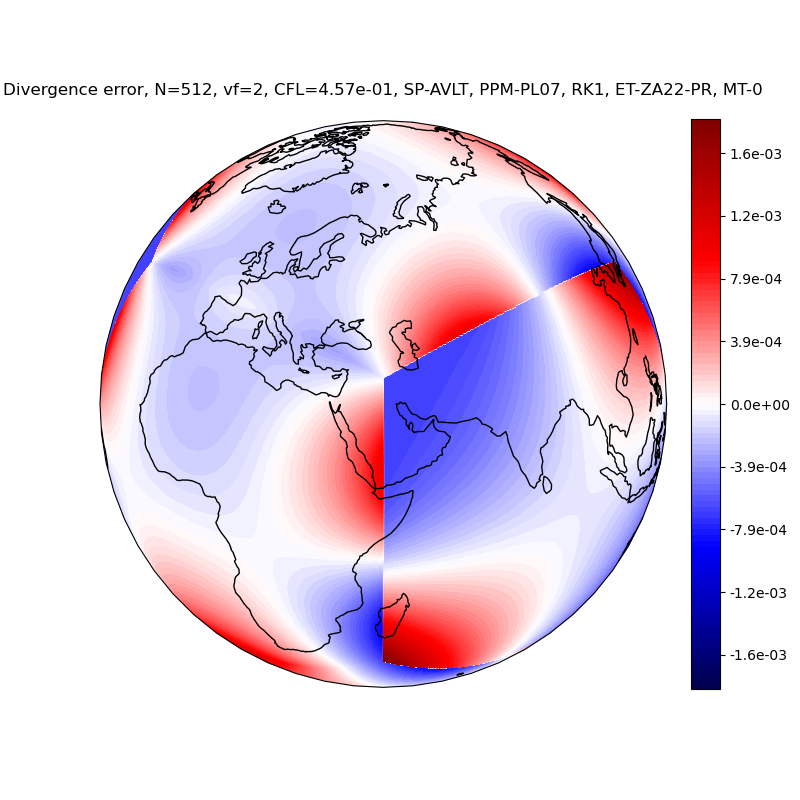 Divergence error, N=512, vf=2, CFL=4.57e-01, SP-AVLT, PPM-PL07, RK1, ET-ZA22-PR, MT-0
1.6e-03
1.2e-03
7.9e-04
3.9e-04
0.0e+00
-3.9e-04
-7.9e-04
-1.2e-03
-1.6e-03